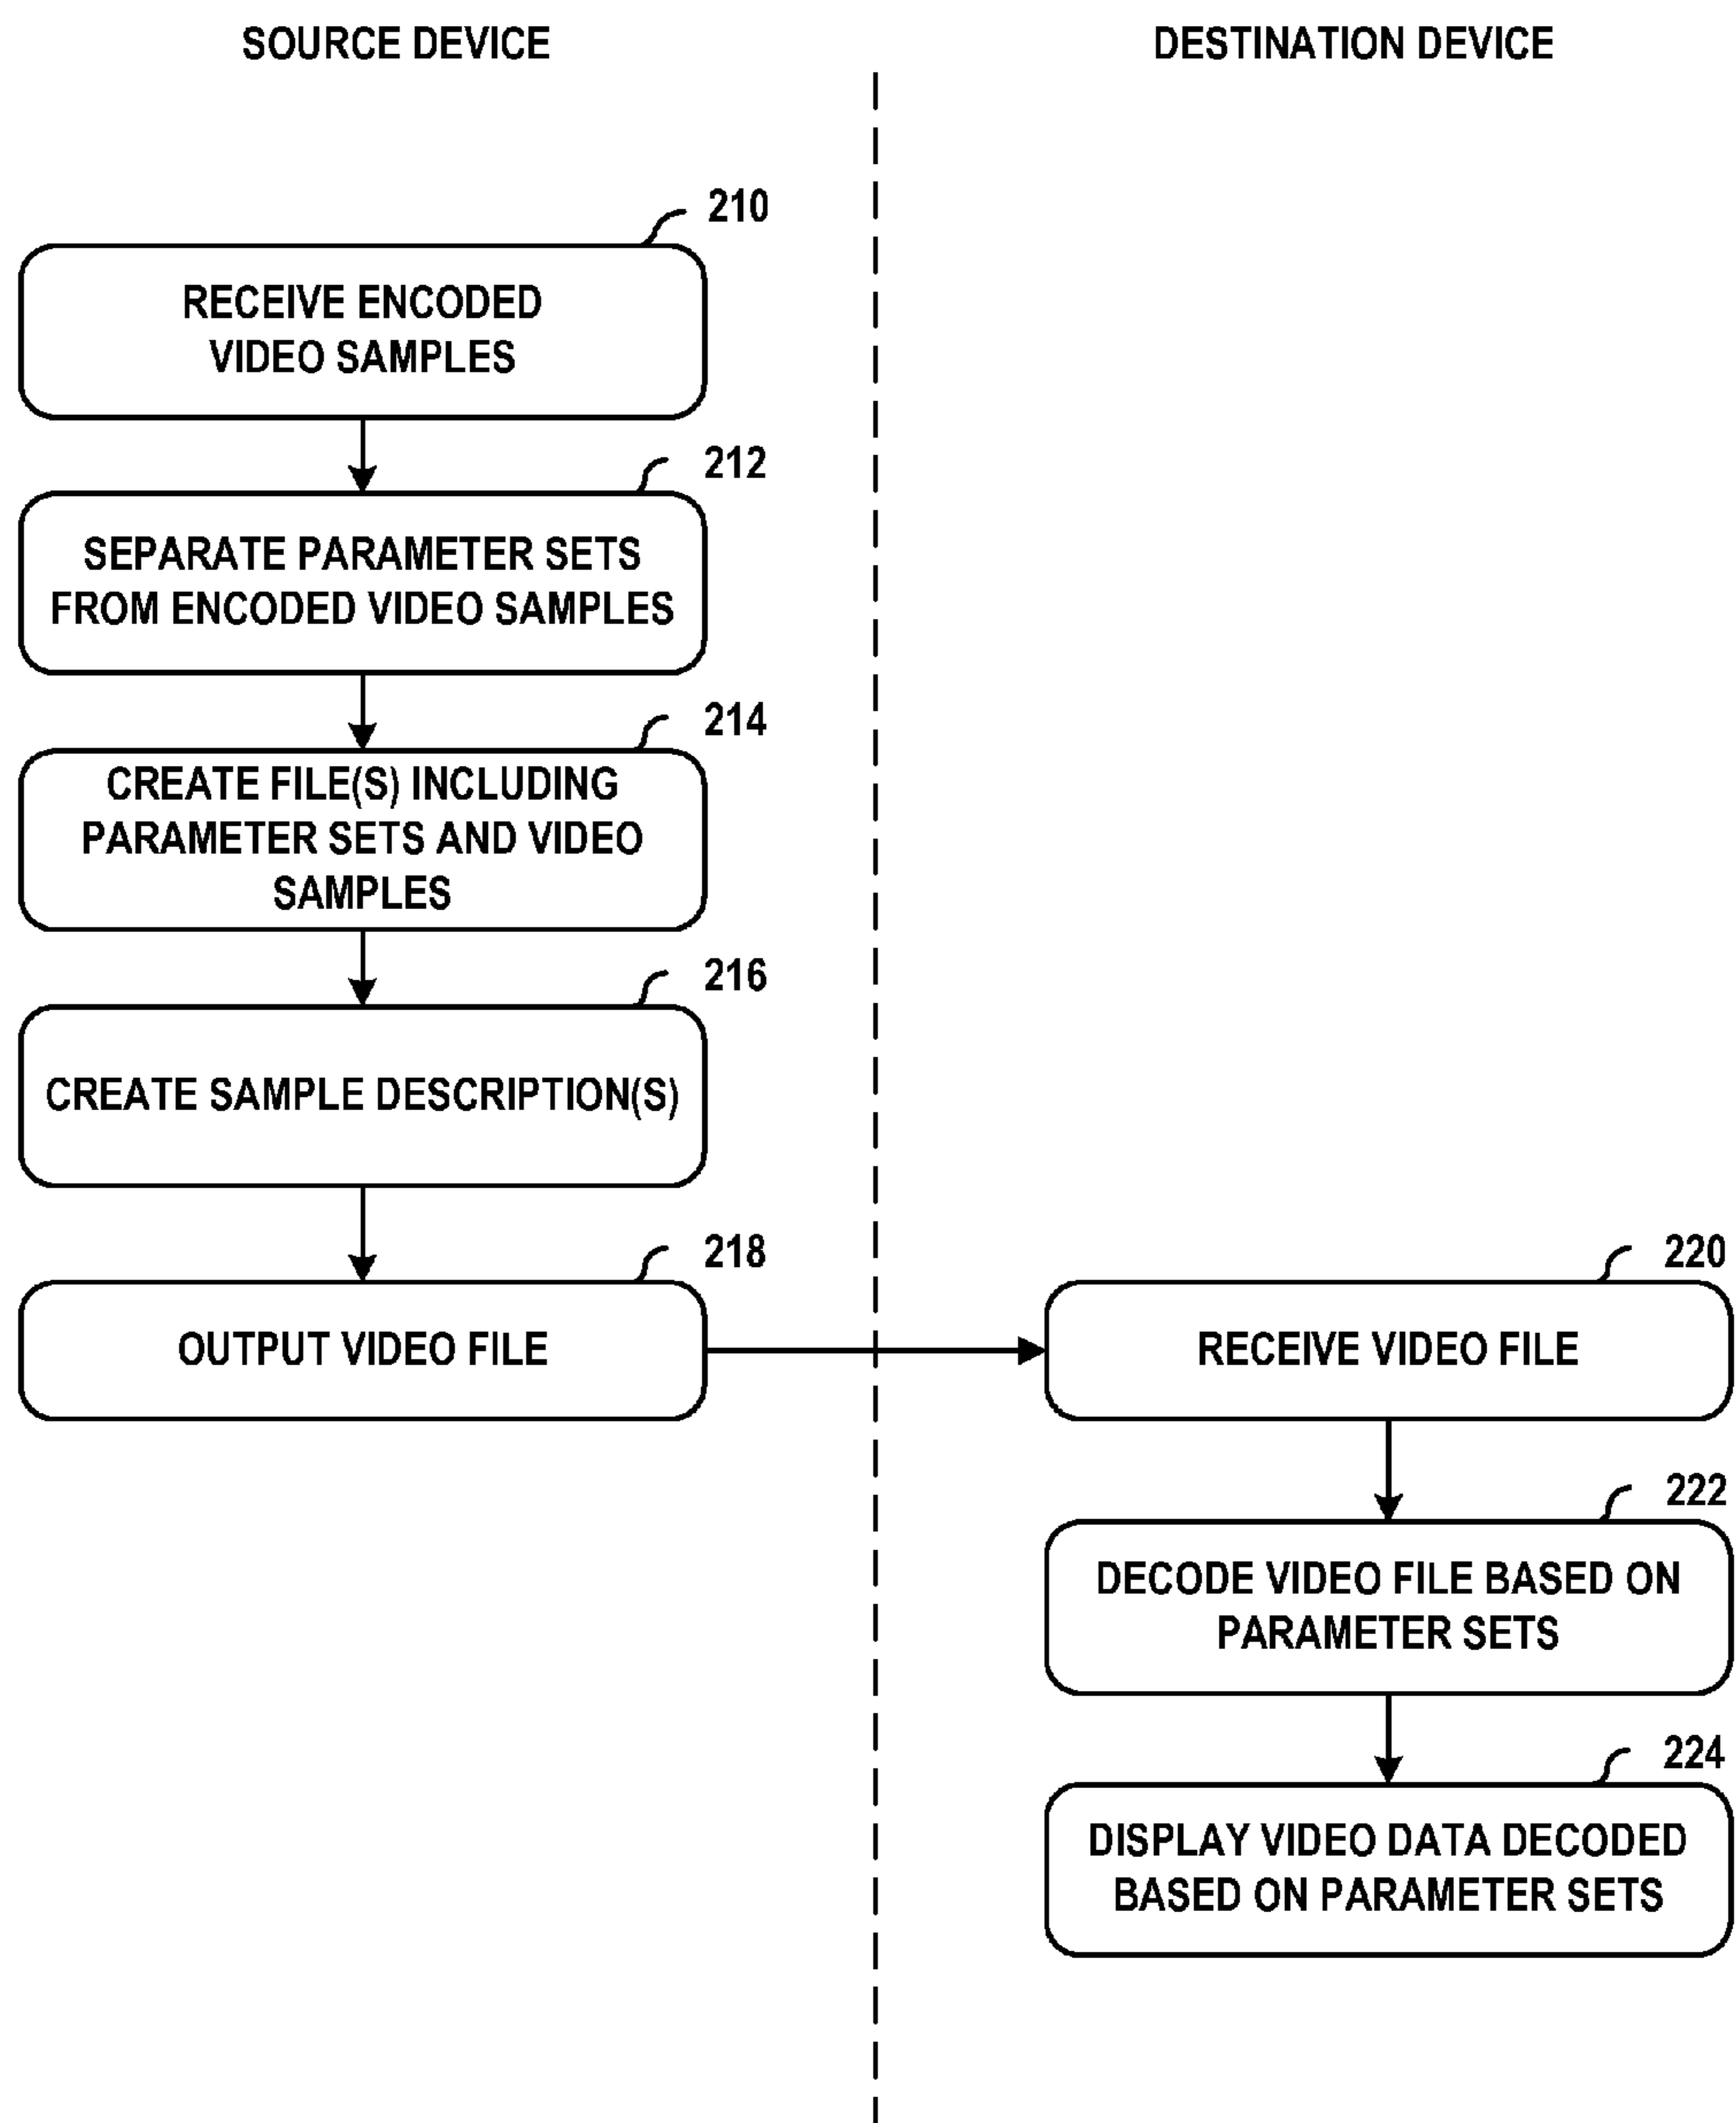 SOURCE DEVICE
DESTINATION DEVICE
210
RECEIVE ENCODED
VIDEO SAMPLES
212
SEPARATE PARAMETER SETS
FROM ENCODED VIDEO SAMPLES
214
CREATE FILE(S) INCLUDING
PARAMETER SETS AND VIDEO
SAMPLES
216
CREATE SAMPLE DESCRIPTION(S)
218
OUTPUT VIDEO FILE
220
RECEIVE VIDEO FILE
222
DECODE VIDEO FILE BASED ON
PARAMETER SETS
224
DISPLAY VIDEO DATA DECODED
BASED ON PARAMETER SETS